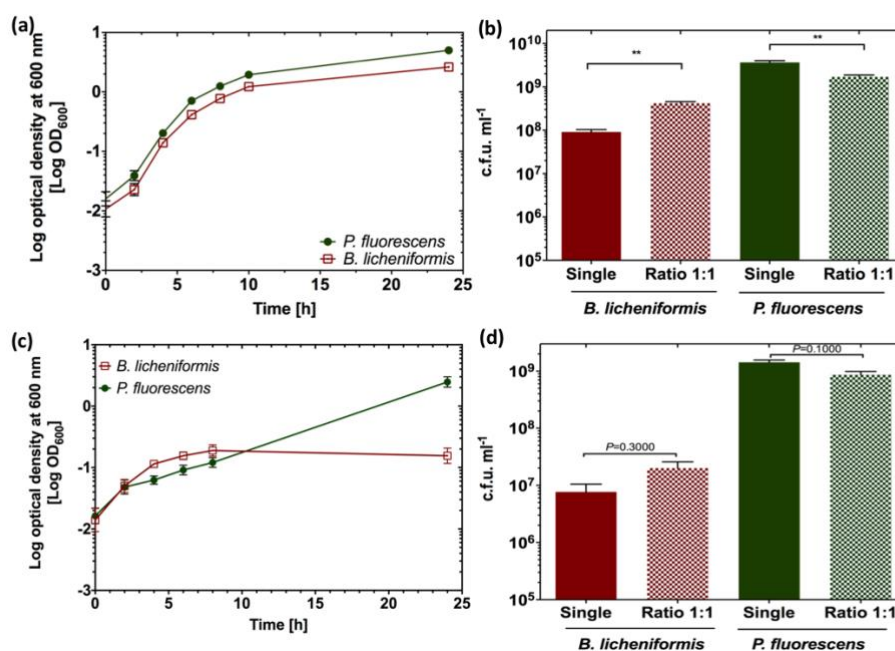 (a)
Log optical density at 600 nm
[Log OD600]
1
0
-1
-2
-3
0 5 10 15 20 25
Time [h]
P. fluorescens
B. licheniformis
(b)
c.f.u. ml-1
10^10
10^9
10^8
10^7
10^6
10^5
**
**
Single Ratio 1:1 Single Ratio 1:1
B. licheniformis P. fluorescens
(c)
Log optical density at 600 nm
[Log OD600]
1
0
-1
-2
-3
0 5 10 15 20 25
Time [h]
B. licheniformis
P. fluorescens
(d)
c.f.u. ml-1
10^9
10^8
10^7
10^6
10^5
P=0.3000
P=0.1000
Single Ratio 1:1 Single Ratio 1:1
B. licheniformis P. fluorescens